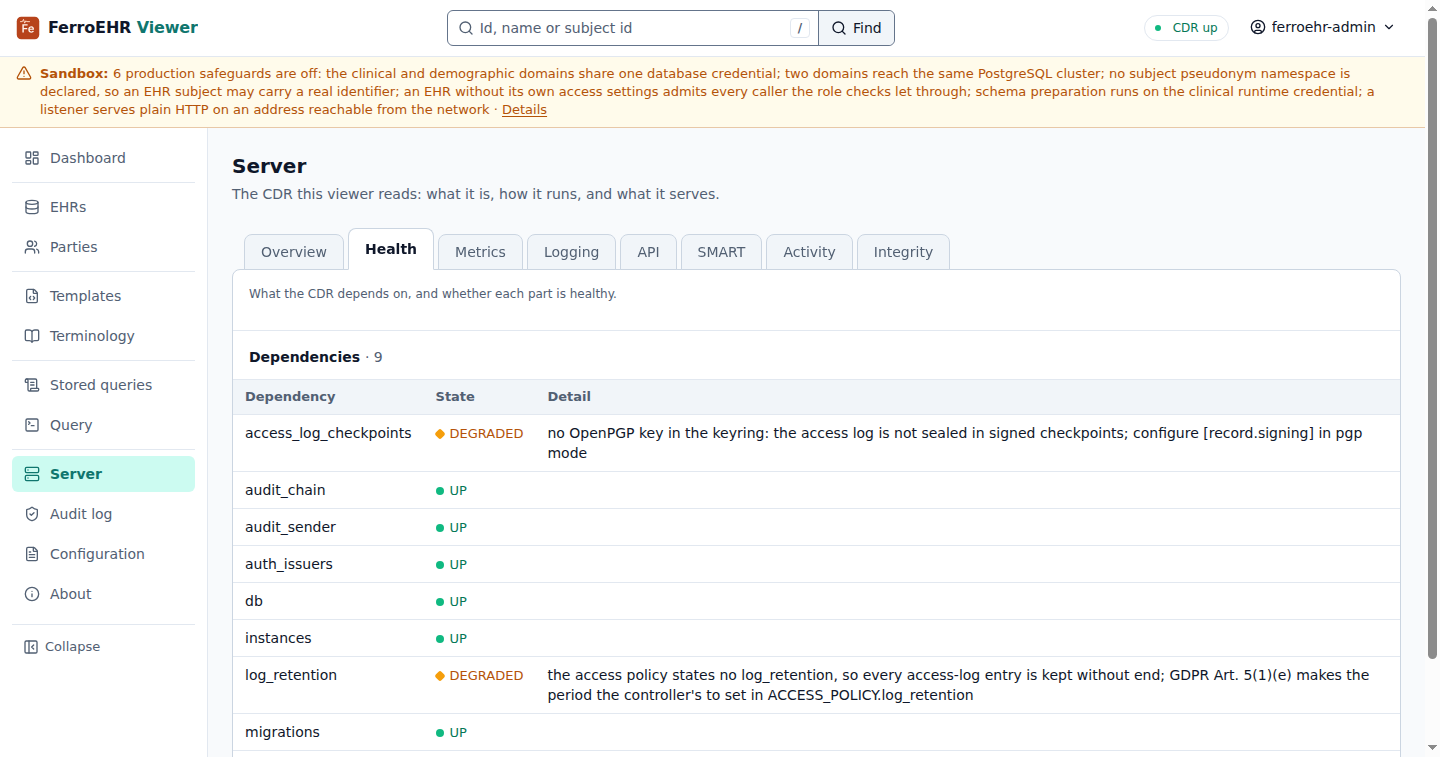 FerroEHR Viewer
Id, name or subject id
/
Find
CDR up
ferroehr-admin
Sandbox: 6 production safeguards are off: the clinical and demographic domains share one database credential; two domains reach the same PostgreSQL cluster; no subject pseudonym namespace is
declared, so an EHR subject may carry a real identifier; an EHR without its own access settings admits every caller the role checks let through; schema preparation runs on the clinical runtime credential; a
listener serves plain HTTP on an address reachable from the network · Details
Dashboard
EHRs
Parties
Templates
Terminology
Stored queries
Query
Server
Audit log
Configuration
About
Collapse
Server
The CDR this viewer reads: what it is, how it runs, and what it serves.
Overview
Health
Metrics
Logging
API
SMART
Activity
Integrity
What the CDR depends on, and whether each part is healthy.
Dependencies · 9
Dependency State Detail
access_log_checkpoints DEGRADED no OpenPGP key in the keyring: the access log is not sealed in signed checkpoints; configure [record.signing] in pgp
mode
audit_chain UP
audit_sender UP
auth_issuers UP
db UP
instances UP
log_retention DEGRADED the access policy states no log_retention, so every access-log entry is kept without end; GDPR Art. 5(1)(e) makes the
period the controller's to set in ACCESS_POLICY.log_retention
migrations UP